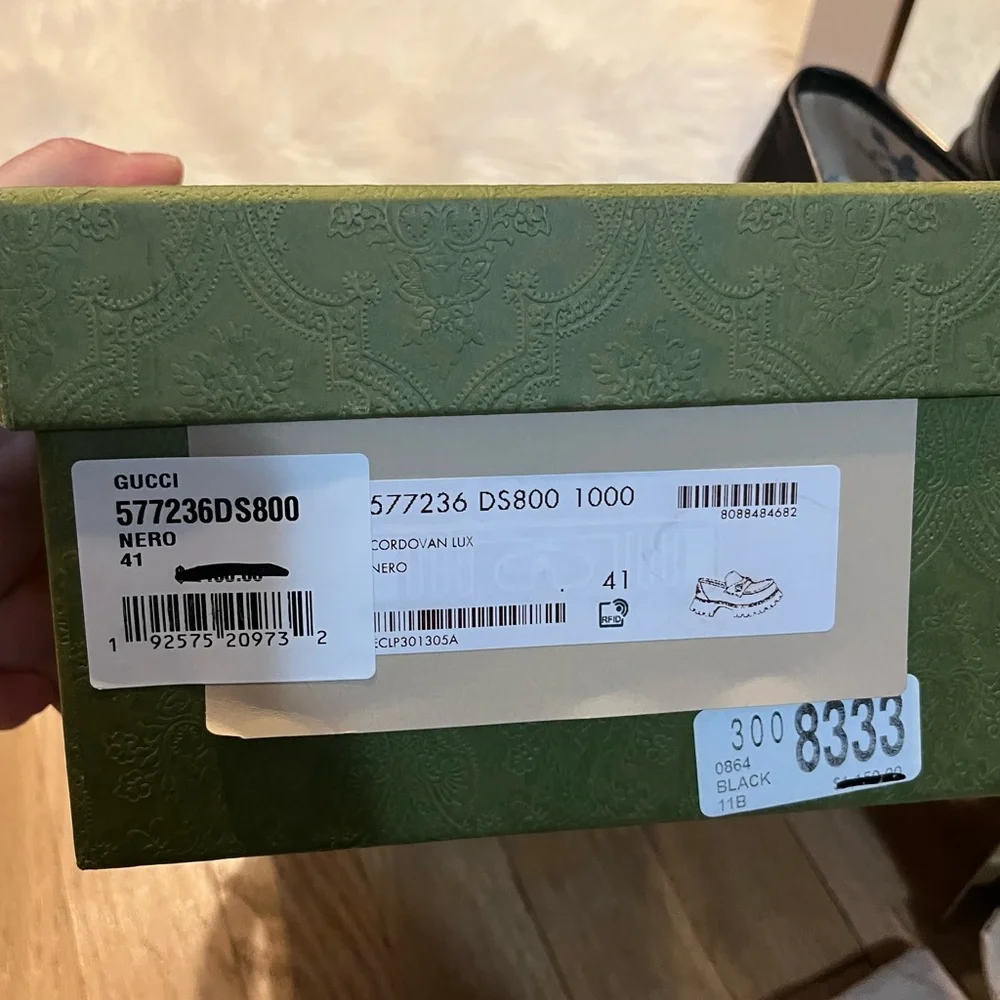 GUCCI
577236DS800
NERO
41
1 92575 20973 2
577236 DS800 1000
8088484682
CORDOVAN LUX
NERO
41
RFID
ECLP301305A
300 8333
0864
BLACK
11B